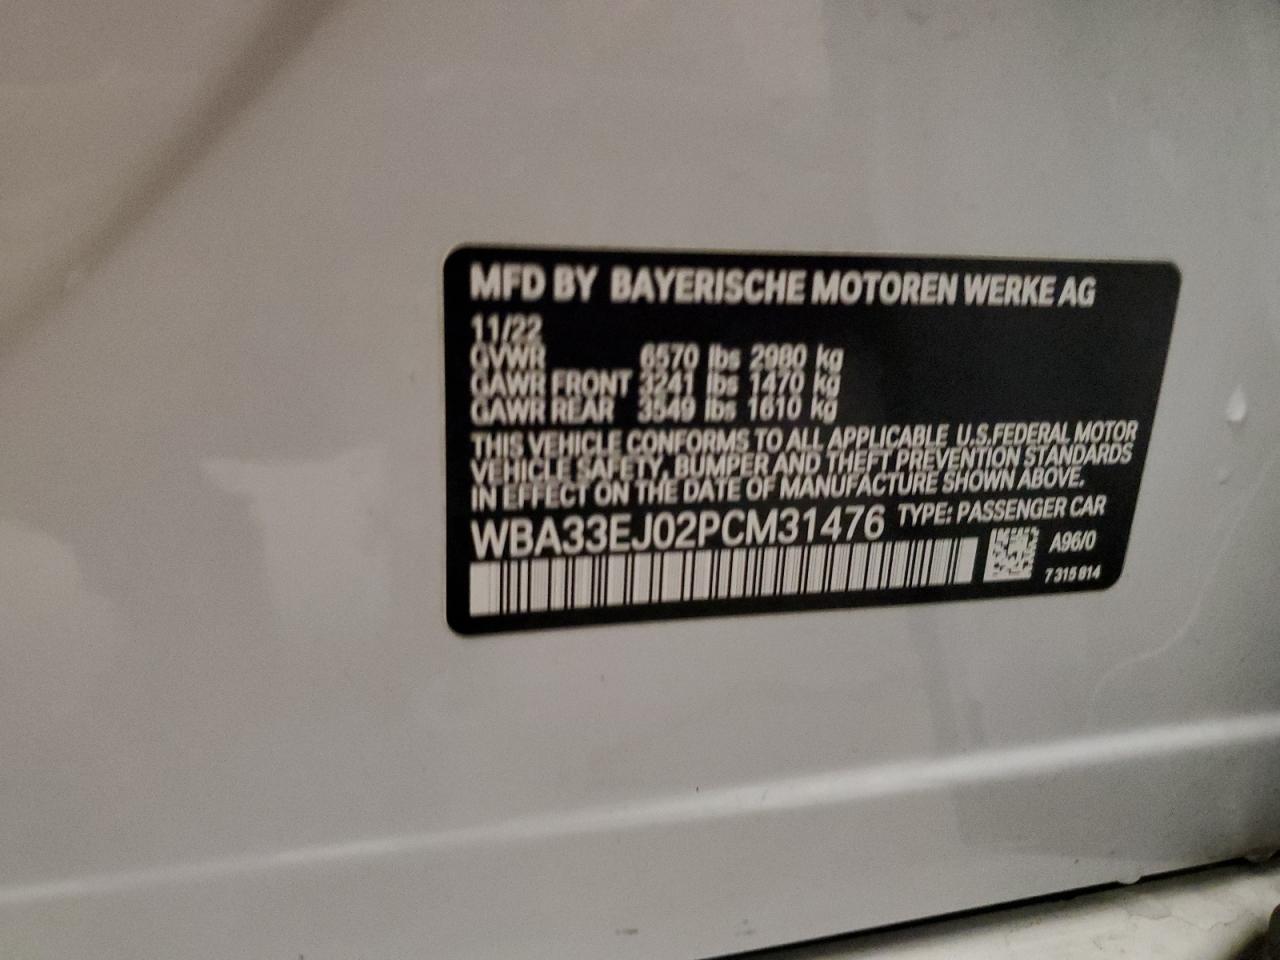 MFD BY BAYERISCHE MOTOREN WERKE AG
11/22
GVWR 6570 lbs 2980 kg
GAWR FRONT 3241 lbs 1470 kg
GAWR REAR 3549 lbs 1610 kg
THIS VEHICLE CONFORMS TO ALL APPLICABLE U.S.FEDERAL MOTOR
VEHICLE SAFETY, BUMPER AND THEFT PREVENTION STANDARDS
IN EFFECT ON THE DATE OF MANUFACTURE SHOWN ABOVE.
WBA33EJ02PCM31476 TYPE: PASSENGER CAR
A96/0
7 315 814